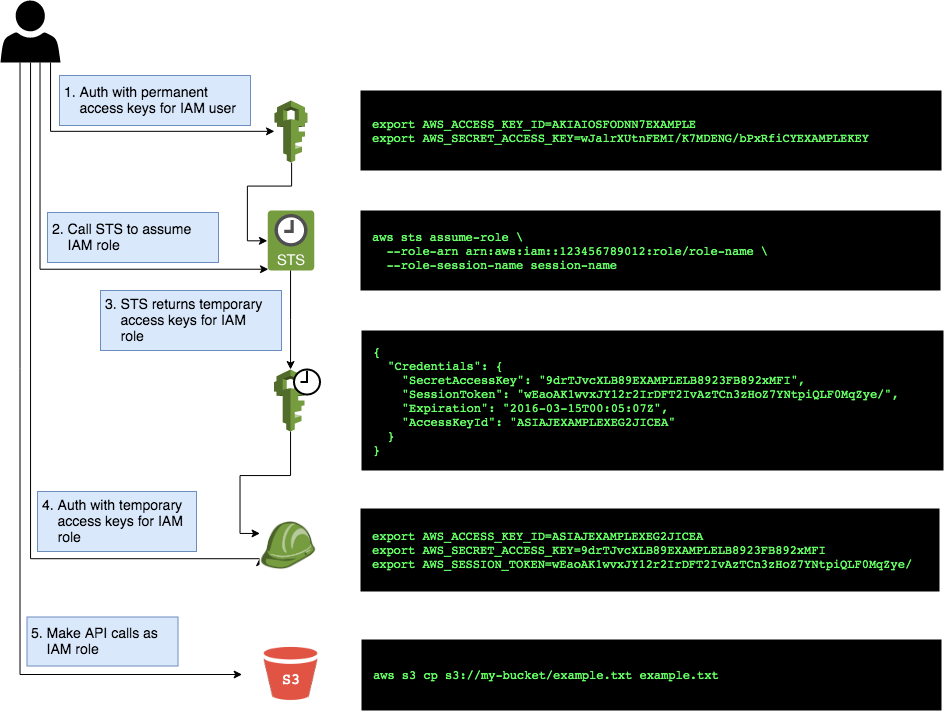 1. Auth with permanent
access keys for IAM user
export AWS_ACCESS_KEY_ID=AKIAIOSFODNN7EXAMPLE
export AWS_SECRET_ACCESS_KEY=wJalrXUtnFEMI/K7MDENG/bPxRfiCYEXAMPLEKEY
2. Call STS to assume
IAM role
STS
aws sts assume-role \
--role-arn arn:aws:iam::123456789012:role/role-name \
--role-session-name session-name
3. STS returns temporary
access keys for IAM
role
{
"Credentials": {
"SecretAccessKey": "9drTJvcXLB89EXAMPLELB8923FB892xMFI",
"SessionToken": "wEaoAK1wvxJY12r2IrDFT2IvAzTCn3zHoZ7YNtpiQLF0MqZye/",
"Expiration": "2016-03-15T00:05:07Z",
"AccessKeyId": "ASIAJEXAMPLEXEG2JICEA"
}
}
4. Auth with temporary
access keys for IAM
role
export AWS_ACCESS_KEY_ID=ASIAJEXAMPLEXEG2JICEA
export AWS_SECRET_ACCESS_KEY=9drTJvcXLB89EXAMPLELB8923FB892xMFI
export AWS_SESSION_TOKEN=wEaoAK1wvxJY12r2IrDFT2IvAzTCn3zHoZ7YNtpiQLF0MqZye/
5. Make API calls as
IAM role
S3
aws s3 cp s3://my-bucket/example.txt example.txt